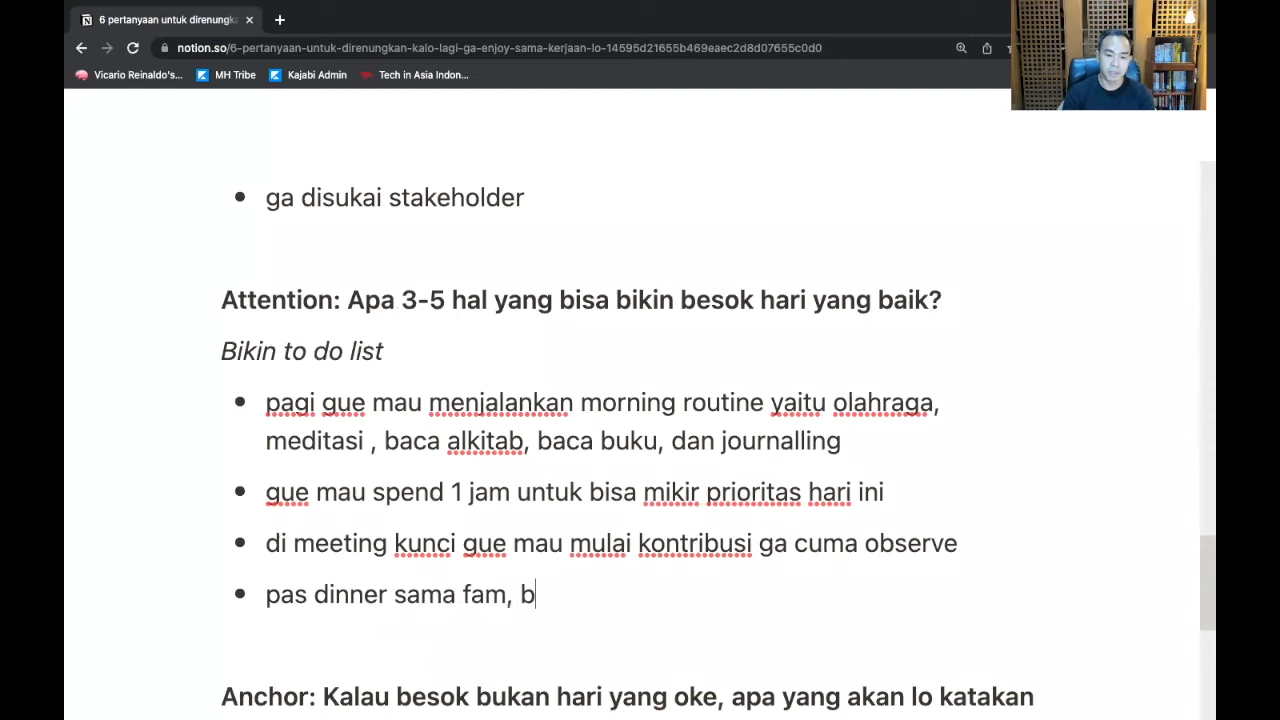 6 pertanyaan untuk direnungka
notion.so/6-pertanyaan-untuk-direnungkan-kalo-lagi-ga-enjoy-sama-kerjaan-lo-14595d21655b469eaec2d8d07655c0d0
Vicario Reinaldo's... MH Tribe Kajabi Admin Tech in Asia Indon...
• ga disukai stakeholder
Attention: Apa 3-5 hal yang bisa bikin besok hari yang baik?
Bikin to do list
• pagi gue mau menjalankan morning routine yaitu olahraga,
meditasi , baca alkitab, baca buku, dan journalling
• gue mau spend 1 jam untuk bisa mikir prioritas hari ini
• di meeting kunci gue mau mulai kontribusi ga cuma observe
• pas dinner sama fam, b
Anchor: Kalau besok bukan hari yang oke, apa yang akan lo katakan